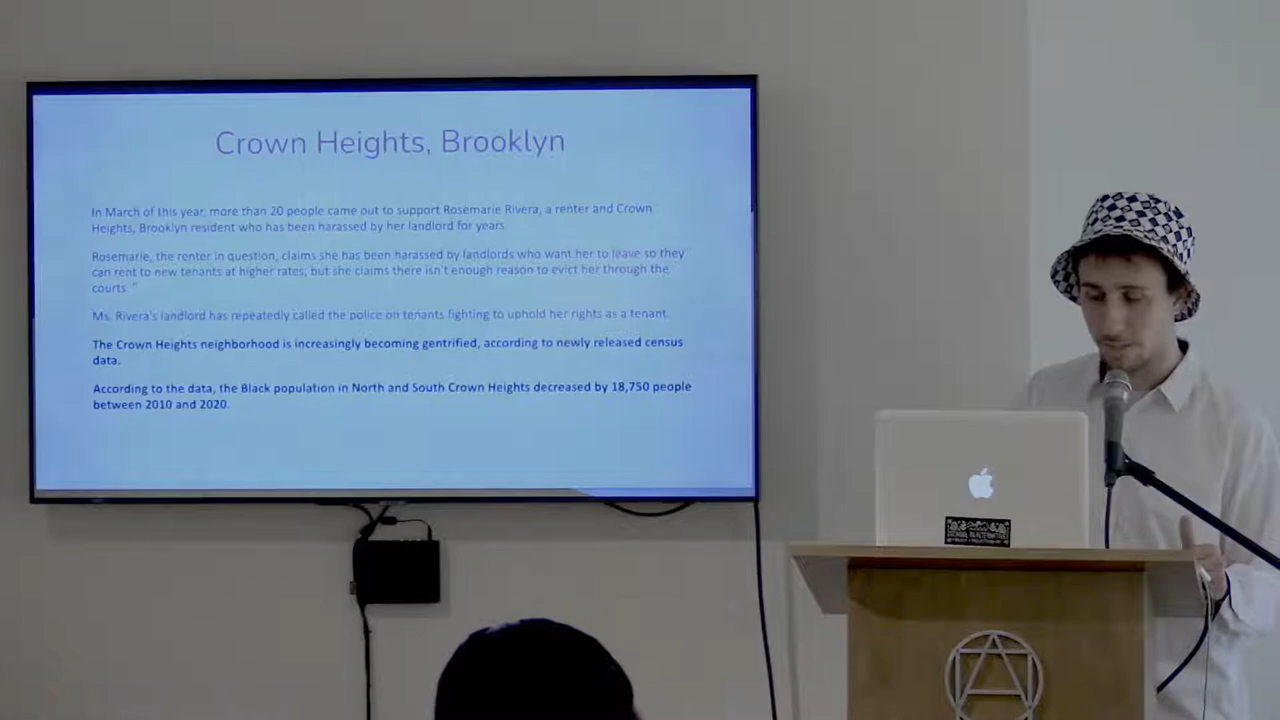 Crown Heights, Brooklyn
In March of this year, more than 20 people came out to support Rosemarie Rivera, a renter and Crown
Heights, Brooklyn resident who has been harassed by her landlord for years
Rosemarie, the renter in question, claims she has been harassed by landlords who want her to leave so they
can rent to new tenants at higher rates, but she claims there isn't enough reason to evict her through the
courts. "
Ms. Rivera's landlord has repeatedly called the police on tenants fighting to uphold her rights as a tenant.
The Crown Heights neighborhood is increasingly becoming gentrified, according to newly released census
data.
According to the data, the Black population in North and South Crown Heights decreased by 18,750 people
between 2010 and 2020.